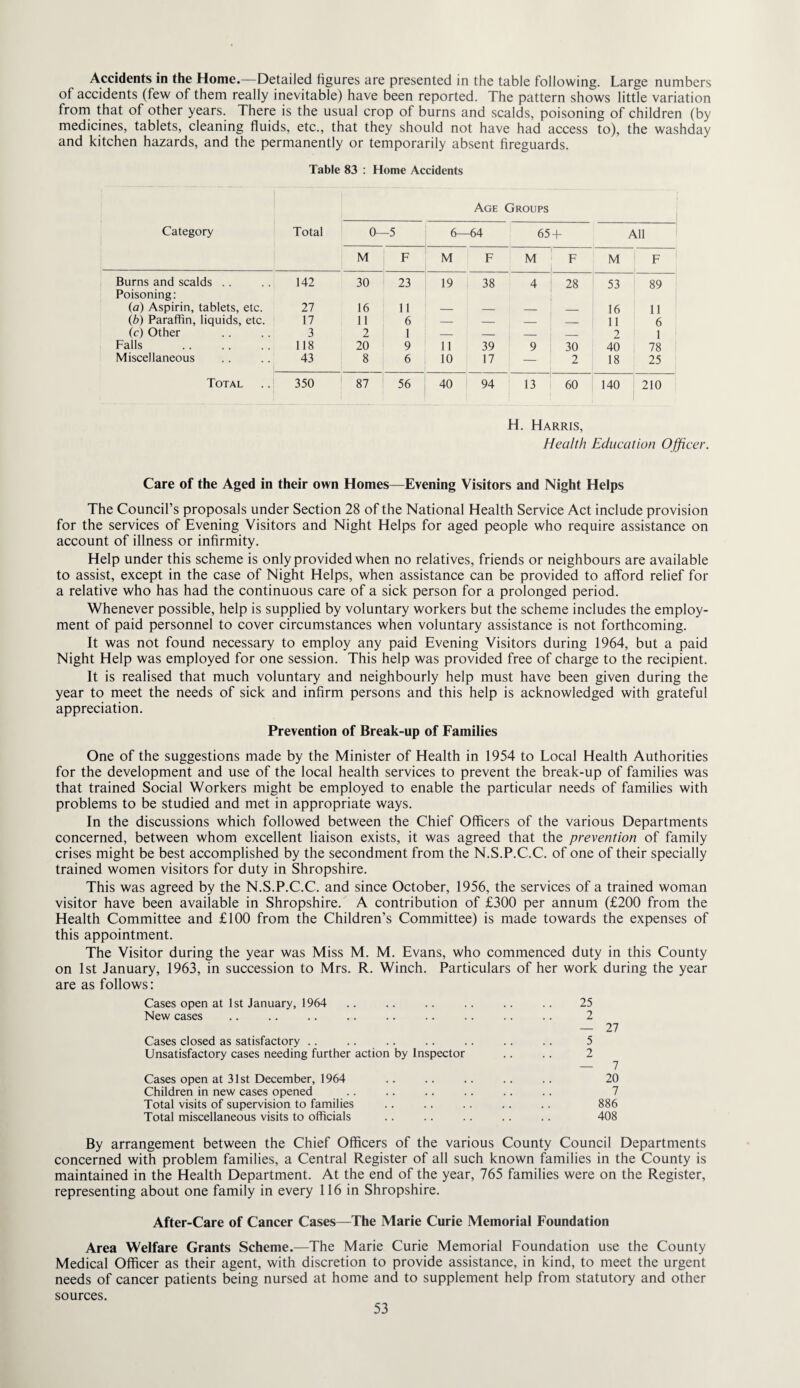 Accidents in the Home.—Detailed figures are presented in the table following. Large numbers
of accidents (few of them really inevitable) have been reported. The pattern shows little variation
from that of other years. There is the usual crop of burns and scalds, poisoning of children (by
medicines, tablets, cleaning fluids, etc., that they should not have had access to), the washday
and kitchen hazards, and the permanently or temporarily absent fireguards.
Table 83 : Home Accidents
Age Groups
Category Total 0—5 6—64 65+ All
M F M F M F M F
Burns and scalds . . . . 142 30 23 19 38 4 28 53 89
Poisoning:
(a) Aspirin, tablets, etc. 27 16 11 — — — — 16 11
(b) Paraffin, liquids, etc. 17 11 6 — — — — 11 6
(c) Other . . . . 3 2 1 — — — — 2 1
Falls . . . . . . 118 20 9 11 39 9 30 40 78
Miscellaneous . . . . 43 8 6 10 17 — 2 18 25
Total . . 350 87 56 40 94 13 60 140 210
H. Harris,
Health Education Officer.
Care of the Aged in their own Homes—Evening Visitors and Night Helps
The Council's proposals under Section 28 of the National Health Service Act include provision
for the services of Evening Visitors and Night Helps for aged people who require assistance on
account of illness or infirmity.
Help under this scheme is only provided when no relatives, friends or neighbours are available
to assist, except in the case of Night Helps, when assistance can be provided to afford relief for
a relative who has had the continuous care of a sick person for a prolonged period.
Whenever possible, help is supplied by voluntary workers but the scheme includes the employ-
ment of paid personnel to cover circumstances when voluntary assistance is not forthcoming.
It was not found necessary to employ any paid Evening Visitors during 1964, but a paid
Night Help was employed for one session. This help was provided free of charge to the recipient.
It is realised that much voluntary and neighbourly help must have been given during the
year to meet the needs of sick and infirm persons and this help is acknowledged with grateful
appreciation.
Prevention of Break-up of Families
One of the suggestions made by the Minister of Health in 1954 to Local Health Authorities
for the development and use of the local health services to prevent the break-up of families was
that trained Social Workers might be employed to enable the particular needs of families with
problems to be studied and met in appropriate ways.
In the discussions which followed between the Chief Officers of the various Departments
concerned, between whom excellent liaison exists, it was agreed that the prevention of family
crises might be best accomplished by the secondment from the N.S.P.C.C. of one of their specially
trained women visitors for duty in Shropshire.
This was agreed by the N.S.P.C.C. and since October, 1956, the services of a trained woman
visitor have been available in Shropshire. A contribution of £300 per annum (£200 from the
Health Committee and £100 from the Children's Committee) is made towards the expenses of
this appointment.
The Visitor during the year was Miss M. M. Evans, who commenced duty in this County
on 1st January, 1963, in succession to Mrs. R. Winch. Particulars of her work during the year
are as follows:
Cases open at 1st January, 1964 . . . . . . . . . . . . 25
New cases . . . . . . . . . . . . . . . . . . 2
— 27
Cases closed as satisfactory . . . . . . . . . . . . . . 5
Unsatisfactory cases needing further action by Inspector . . . . 2
— 7
Cases open at 31st December, 1964 . . . . . . . . . . 20
Children in new cases opened . . . . . . . . . . . . 7
Total visits of supervision to families . . . . . . . . . . 886
Total miscellaneous visits to officials . . . . . . . . . . 408
By arrangement between the Chief Officers of the various County Council Departments
concerned with problem families, a Central Register of all such known families in the County is
maintained in the Health Department. At the end of the year, 765 families were on the Register,
representing about one family in every 116 in Shropshire.
After-Care of Cancer Cases—The Marie Curie Memorial Foundation
Area Welfare Grants Scheme.—The Marie Curie Memorial Foundation use the County
Medical Officer as their agent, with discretion to provide assistance, in kind, to meet the urgent
needs of cancer patients being nursed at home and to supplement help from statutory and other
sources.
53